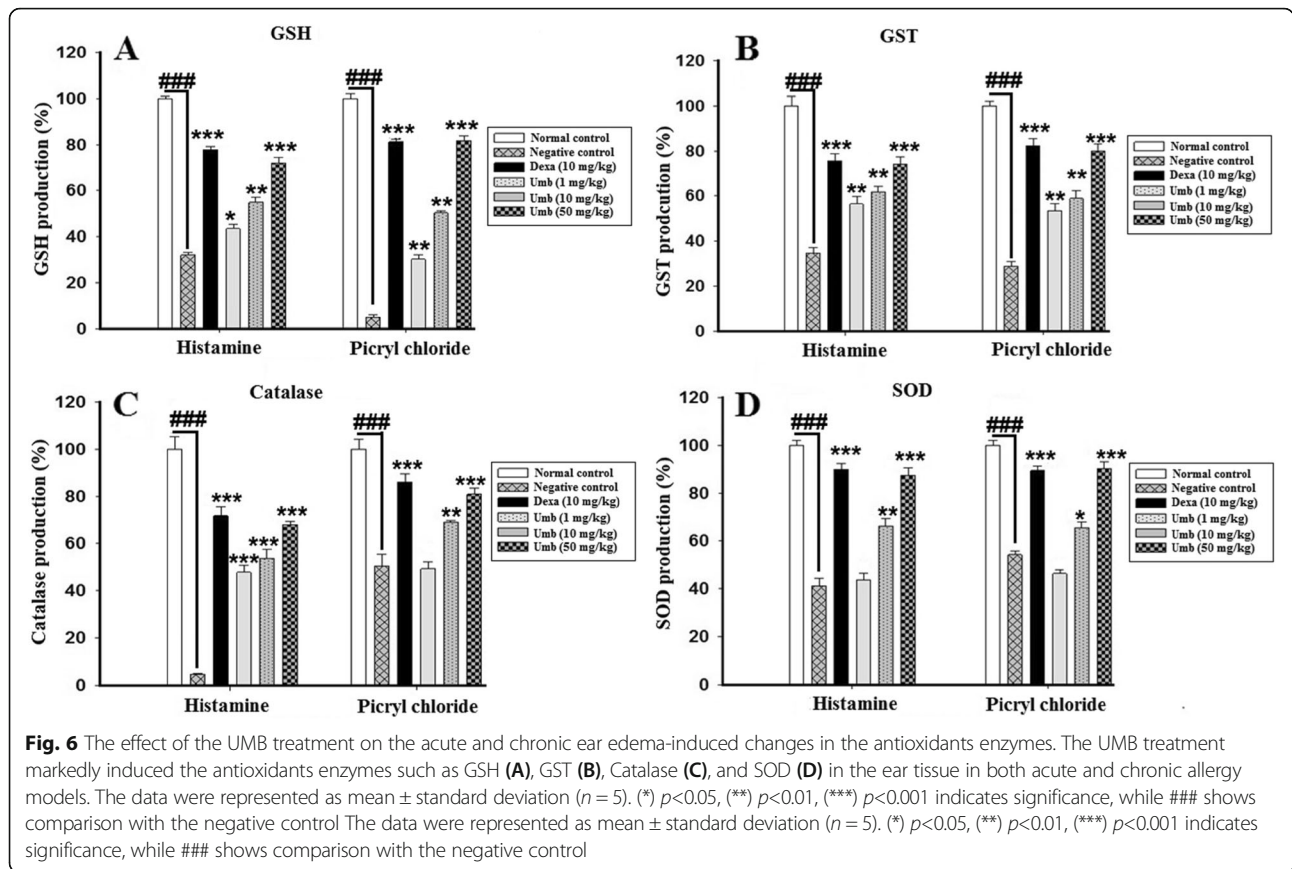 A
GSH
GSH production (%)
120
100
80
60
40
20
0
###
***
*
**
***
###
***
**
**
***
Histamine
Picryl chloride
Normal control
Negative control
Dexa (10 mg/kg)
Umb (1 mg/kg)
Umb (10 mg/kg)
Umb (50 mg/kg)
B
GST
GST prodcution (%)
120
100
80
60
40
20
0
###
***
**
**
***
###
***
**
**
***
Histamine
Picryl chloride
Normal control
Negative control
Dexa (10 mg/kg)
Umb (1 mg/kg)
Umb (10 mg/kg)
Umb (50 mg/kg)
C
Catalase
Catalase production (%)
120
100
80
60
40
20
0
###
***
***
***
***
###
***
**
***
Histamine
Picryl chloride
Normal control
Negative control
Dexa (10 mg/kg)
Umb (1 mg/kg)
Umb (10 mg/kg)
Umb (50 mg/kg)
D
SOD
SOD production (%)
120
100
80
60
40
20
0
###
***
**
***
###
***
*
***
Histamine
Picryl chloride
Normal control
Negative control
Dexa (10 mg/kg)
Umb (1 mg/kg)
Umb (10 mg/kg)
Umb (50 mg/kg)
Fig. 6 The effect of the UMB treatment on the acute and chronic ear edema-induced changes in the antioxidants enzymes. The UMB treatment
markedly induced the antioxidants enzymes such as GSH (A), GST (B), Catalase (C), and SOD (D) in the ear tissue in both acute and chronic allergy
models. The data were represented as mean ± standard deviation (n = 5). (*) p<0.05, (**) p<0.01, (***) p<0.001 indicates significance, while ### shows
comparison with the negative control The data were represented as mean ± standard deviation (n = 5). (*) p<0.05, (**) p<0.01, (***) p<0.001 indicates
significance, while ### shows comparison with the negative control